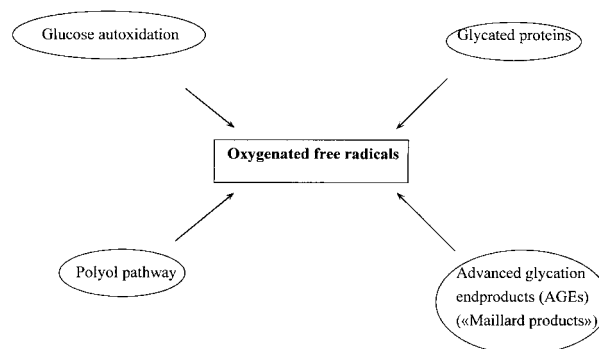 Glucose autoxidation
Glycated proteins
Oxygenated free radicals
Polyol pathway
Advanced glycation
endproducts (AGEs)
(«Maillard products»)